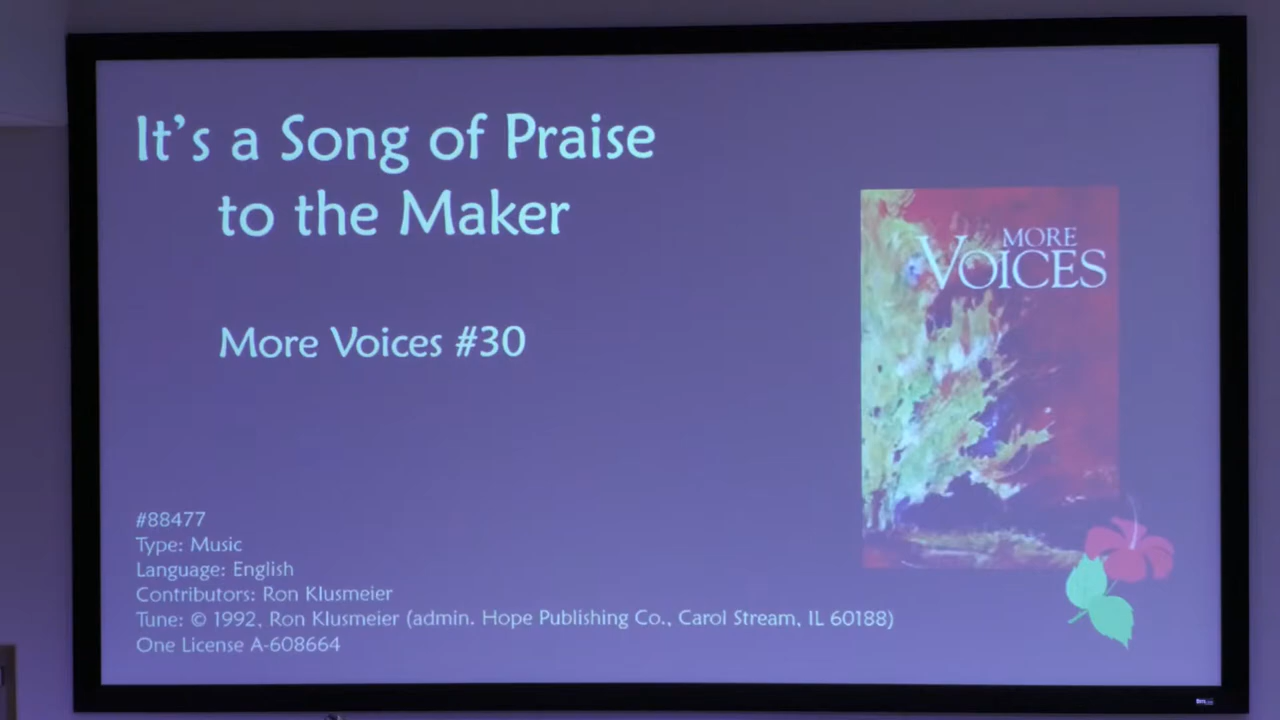 It's a Song of Praise
to the Maker
More Voices #30
MORE
VOICES
#88477
Type: Music
Language: English
Contributors: Ron Klusmeier
Tune: © 1992, Ron Klusmeier (admin. Hope Publishing Co., Carol Stream, IL 60188)
One License A-608664